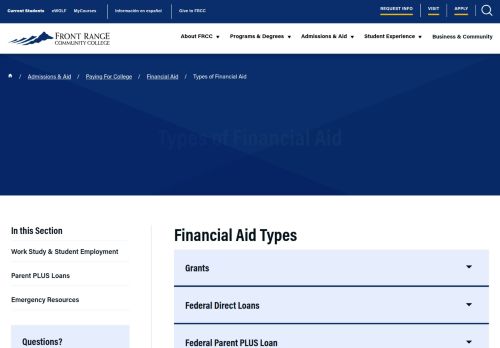 Current Students eWOLF MyCourses Información en español Give to FRCC REQUEST INFO VISIT APPLY
FRONT RANGE
COMMUNITY COLLEGE
About FRCC Programs & Degrees Admissions & Aid Student Experience Business & Community
/ Admissions & Aid / Paying For College / Financial Aid / Types of Financial Aid
Types of Financial Aid
In this Section
Work Study & Student Employment
Parent PLUS Loans
Emergency Resources
Questions?
Financial Aid Types
Grants
Federal Direct Loans
Federal Parent PLUS Loan